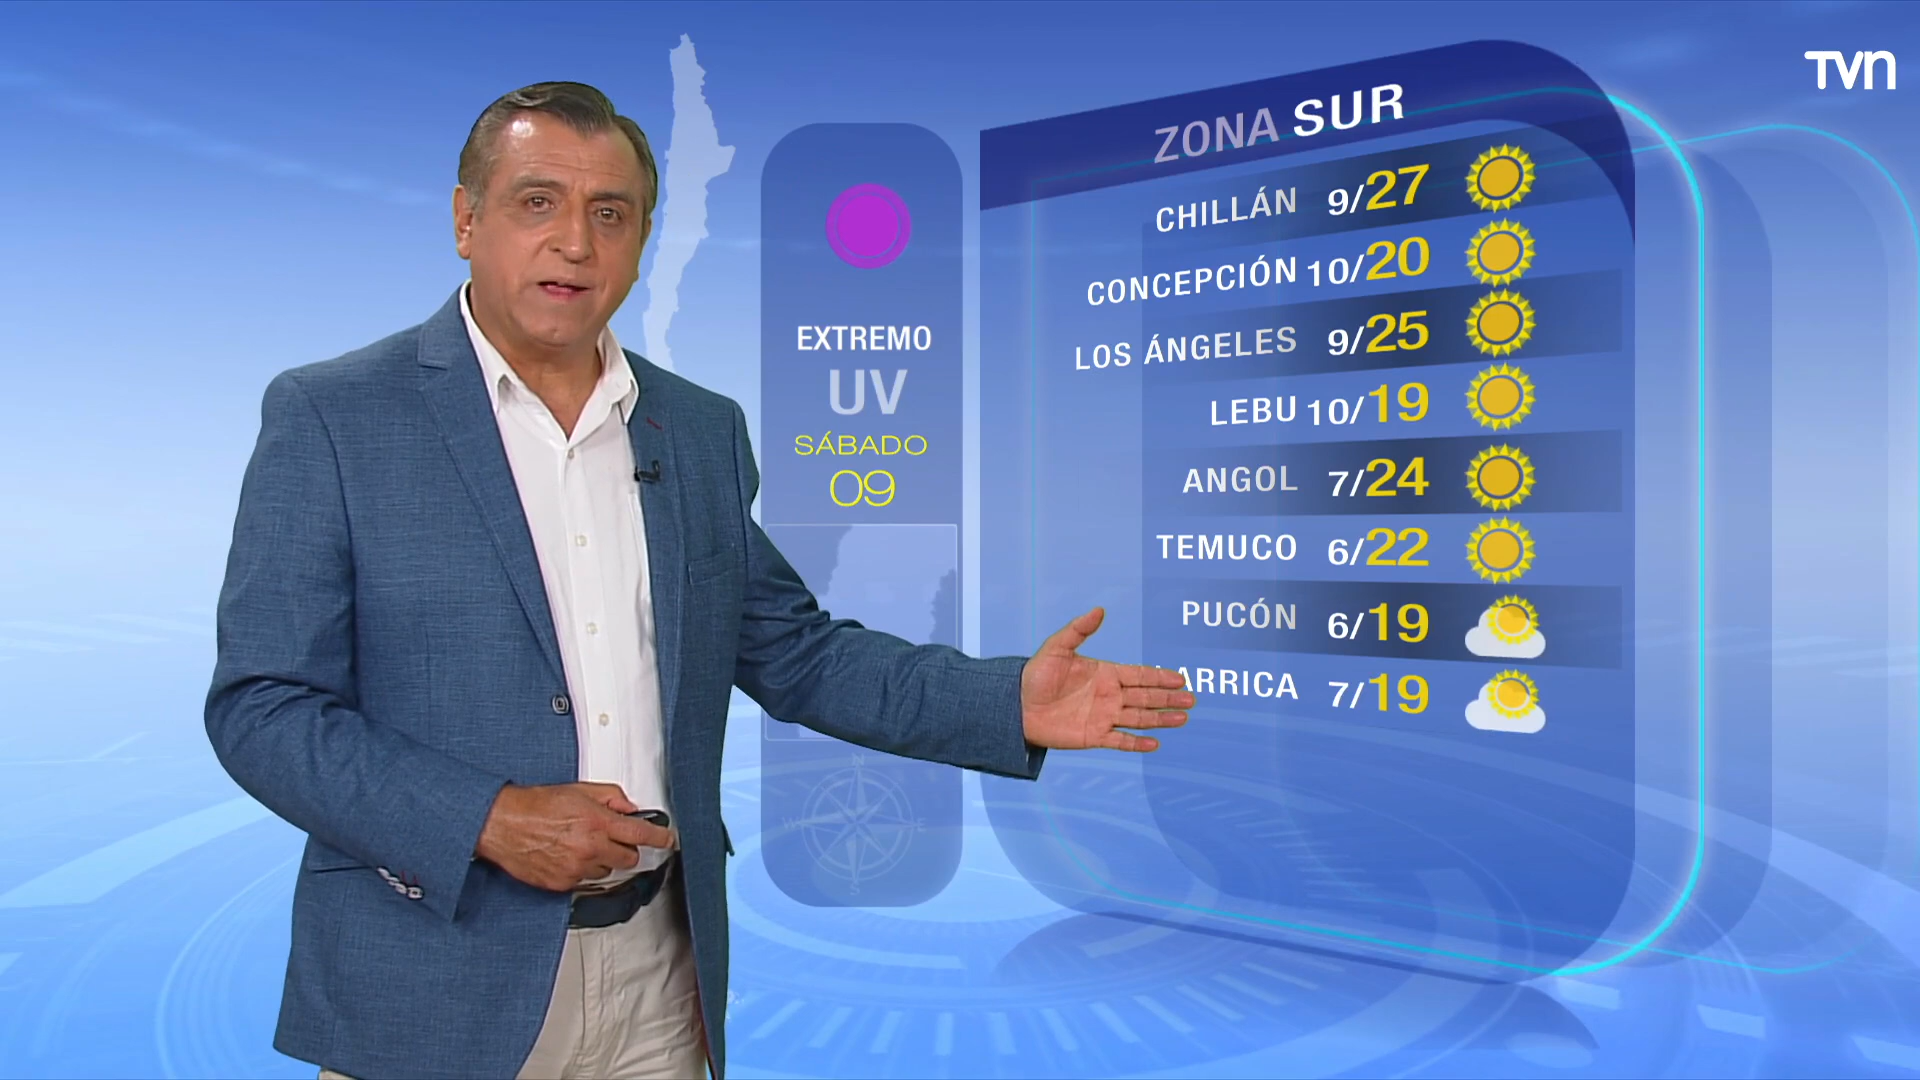 TVN
ZONA SUR
CHILLÁN 9/27
CONCEPCIÓN 10/20
LOS ÁNGELES 9/25
LEBU 10/19
ANGOL 7/24
TEMUCO 6/22
PUCÓN 6/19
ARRICA 7/19
EXTREMO
UV
SÁBADO
09
N
W E
S